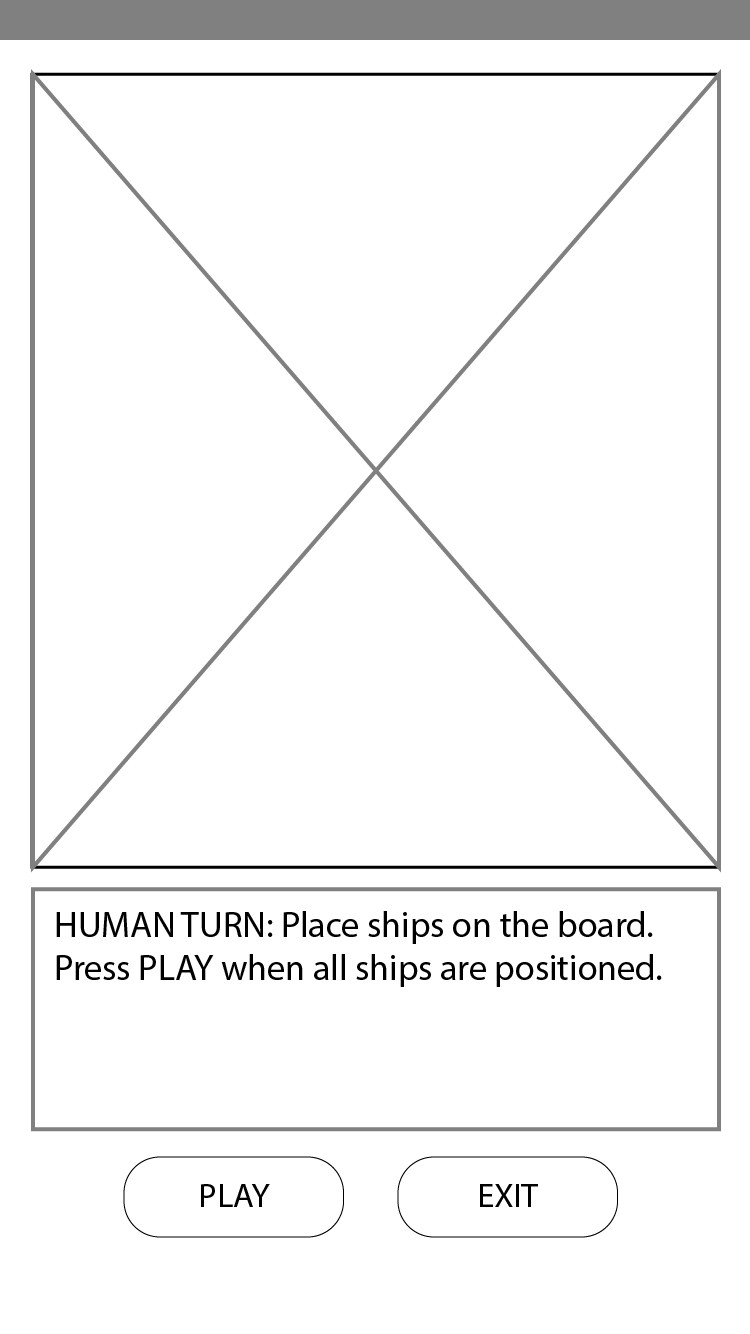 HUMAN TURN: Place ships on the board.
Press PLAY when all ships are positioned.
PLAY
EXIT